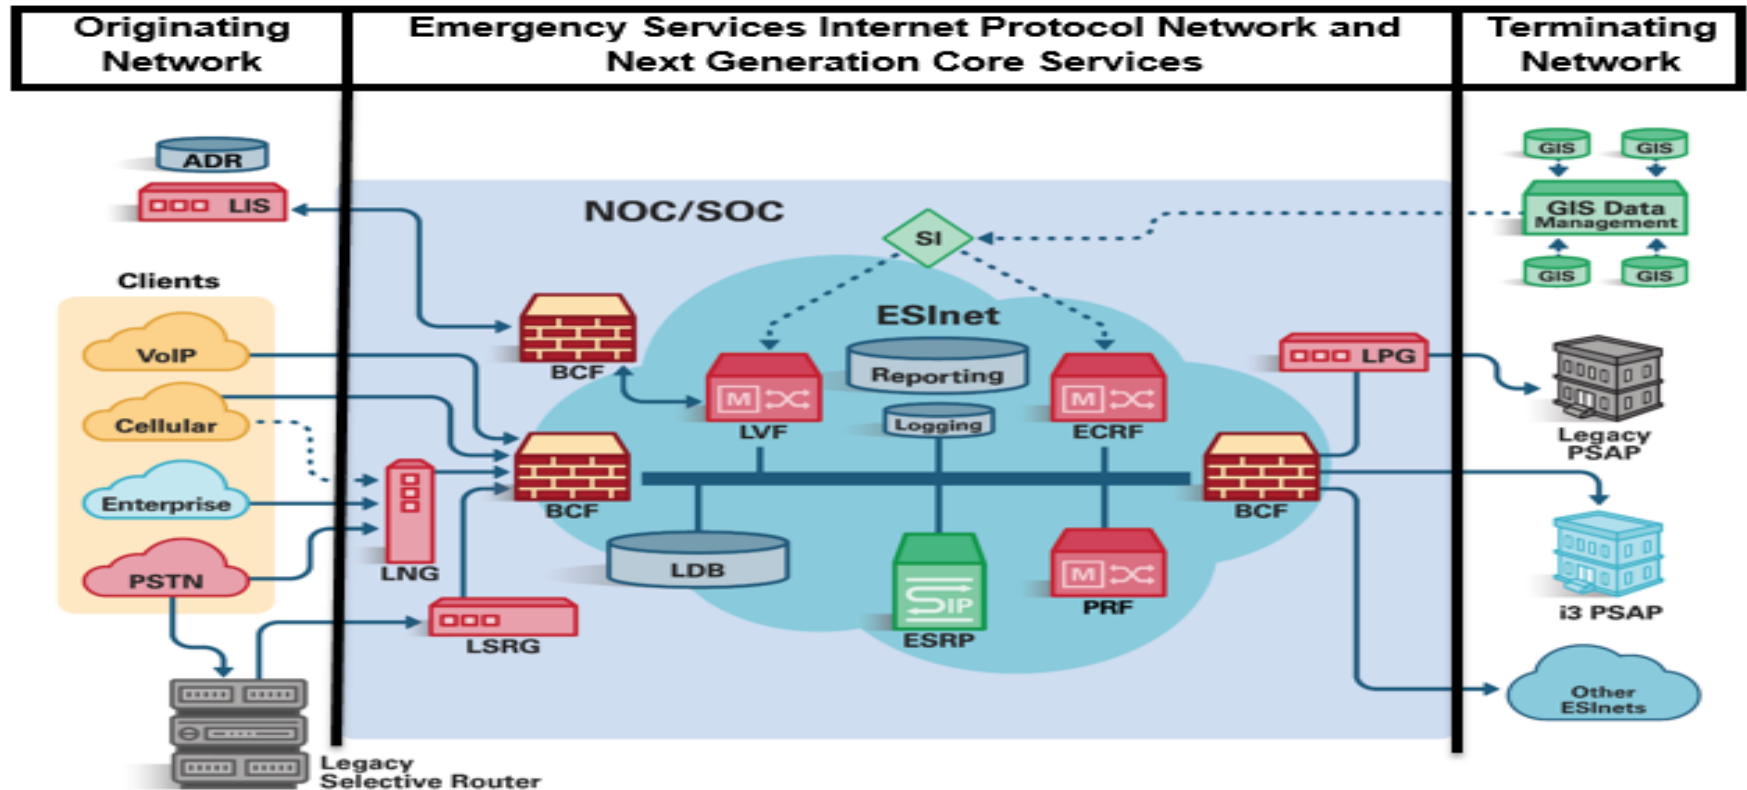 Originating
Network
Emergency Services Internet Protocol Network and
Next Generation Core Services
Terminating
Network
ADR
LIS
NOC/SOC
SI
GIS
GIS
GIS Data
Management
GIS
GIS
Clients
VoIP
Cellular
Enterprise
PSTN
BCF
ESInet
Reporting
Logging
M
LVF
M
ECRF
LPG
Legacy
PSAP
BCF
BCF
LNG
LSRG
LDB
SIP
ESRP
M
PRF
i3 PSAP
Other
ESInets
Legacy
Selective Router